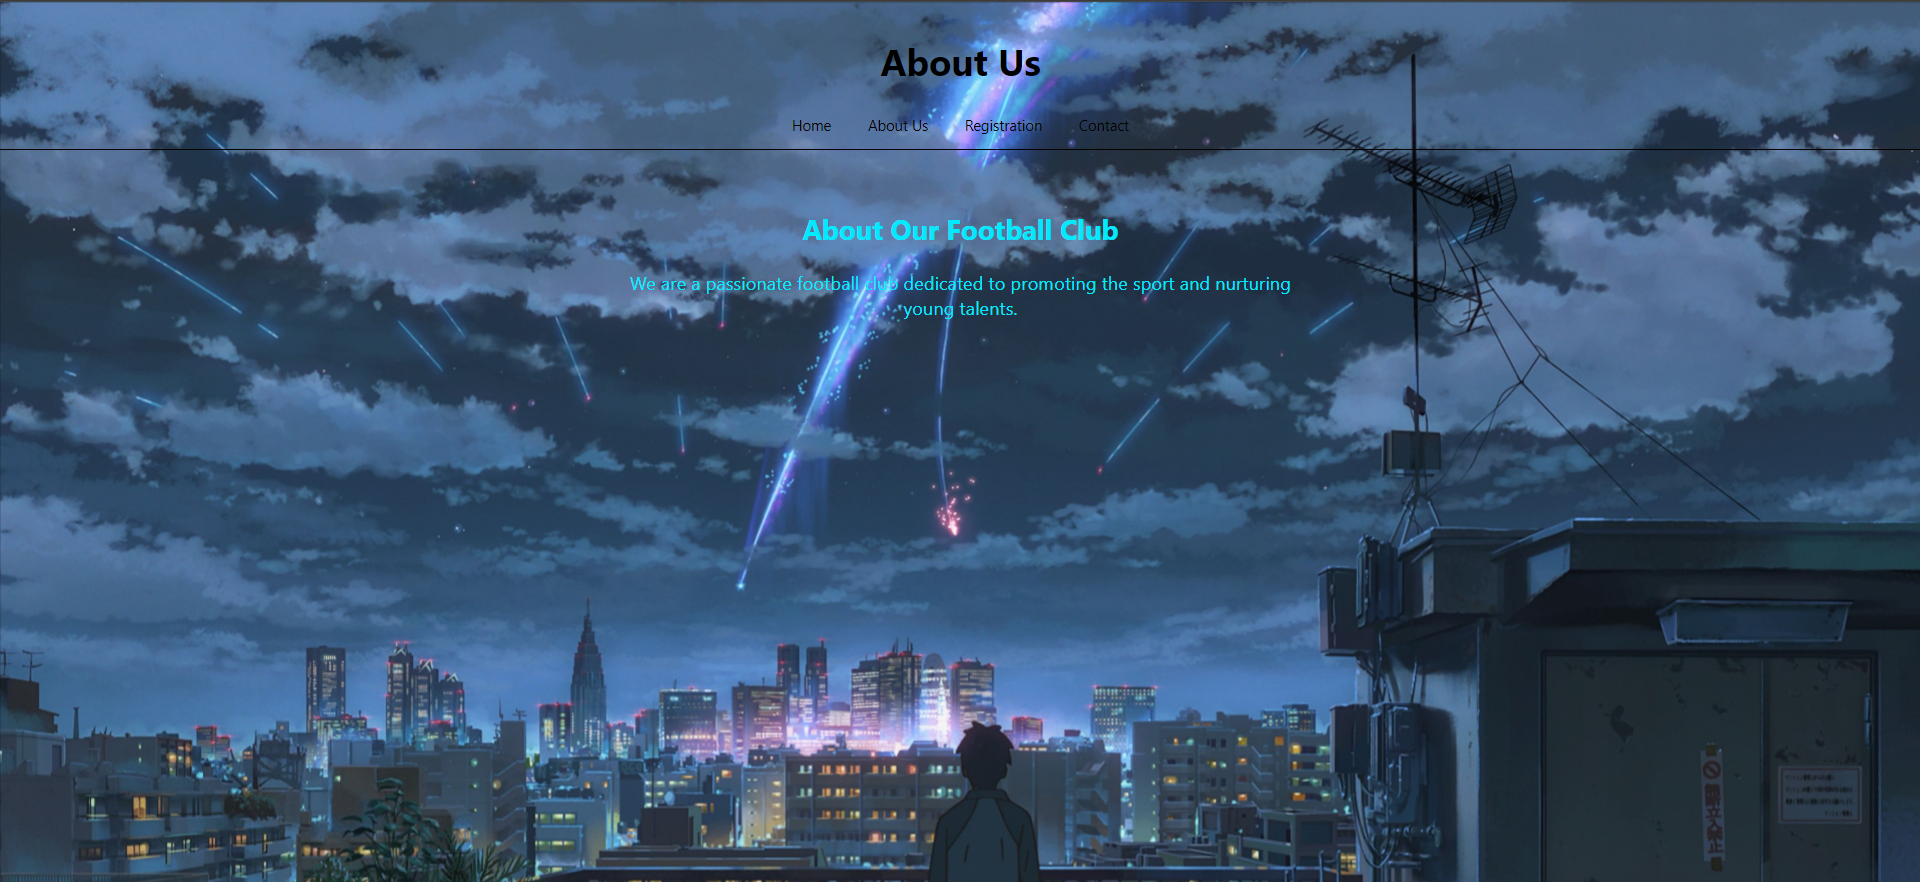 About Us
Home About Us Registration Contact
About Our Football Club
We are a passionate football club dedicated to promoting the sport and nurturing
young talents.